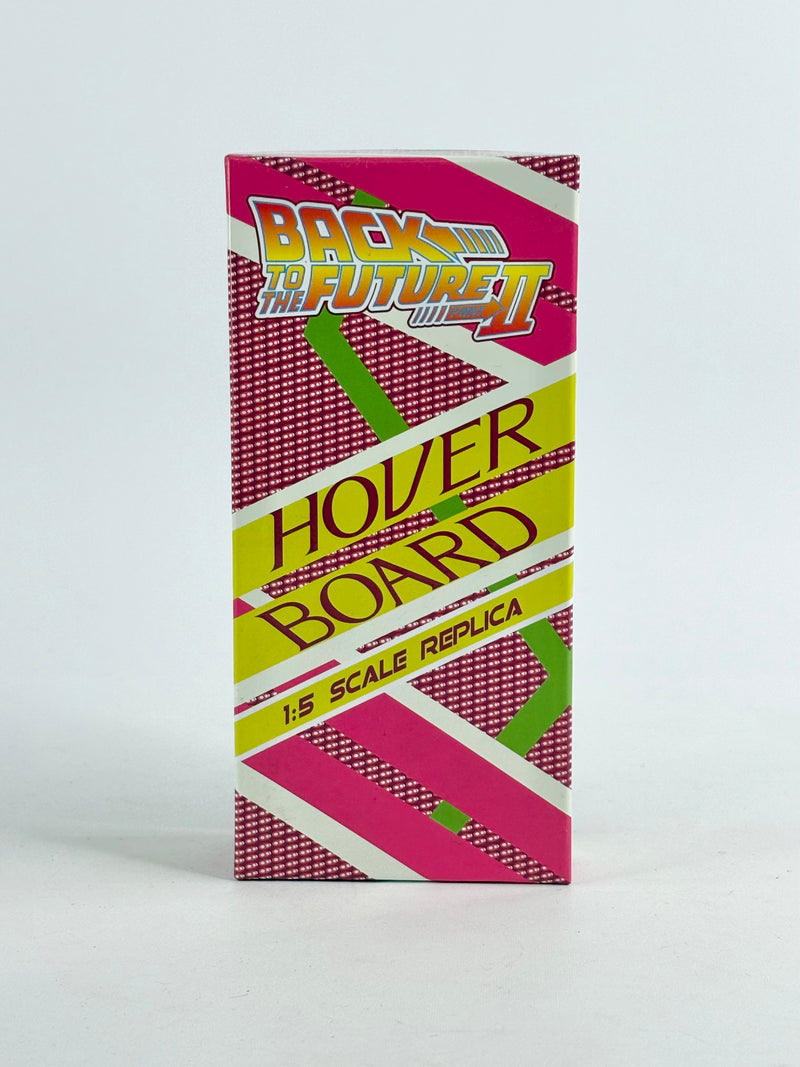 BACK
TO THE FUTURE
PART II
HOVER
BOARD
1:5 SCALE REPLICA